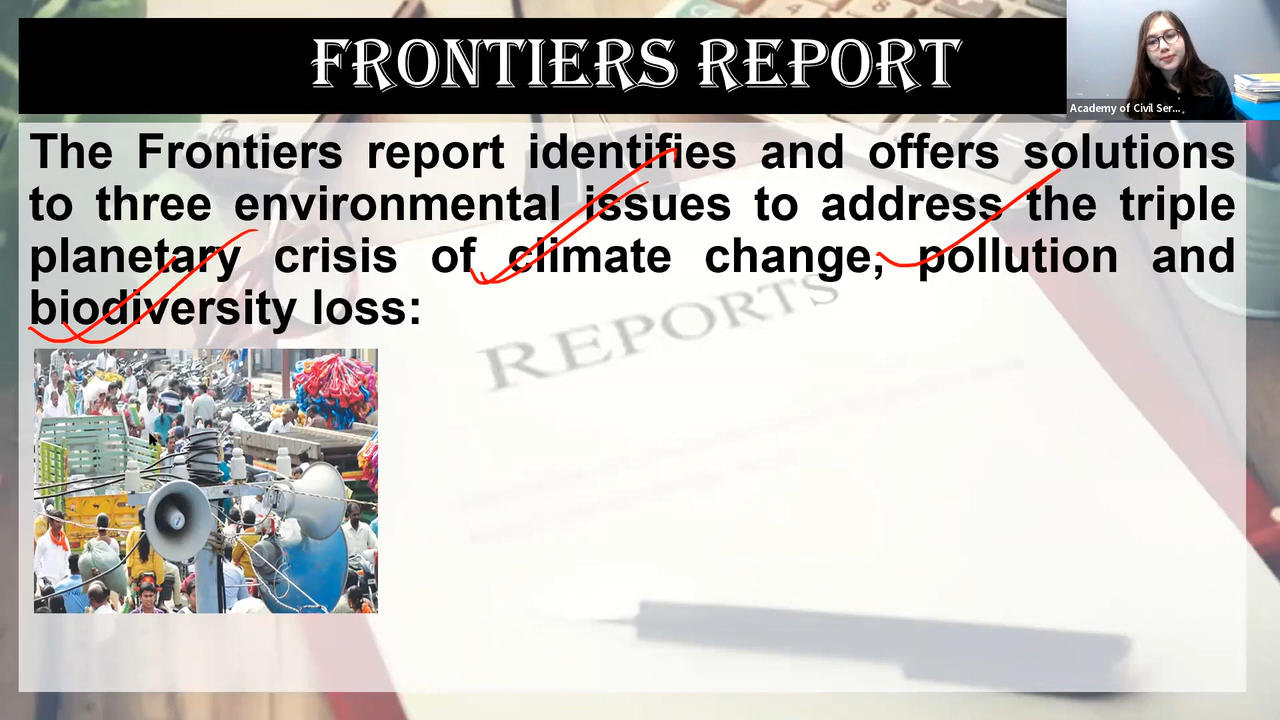 FRONTIERS REPORT
Academy of Civil Ser...
The Frontiers report identifies and offers solutions
to three environmental issues to address the triple
planetary crisis of climate change, pollution and
biodiversity loss:
REPORTS